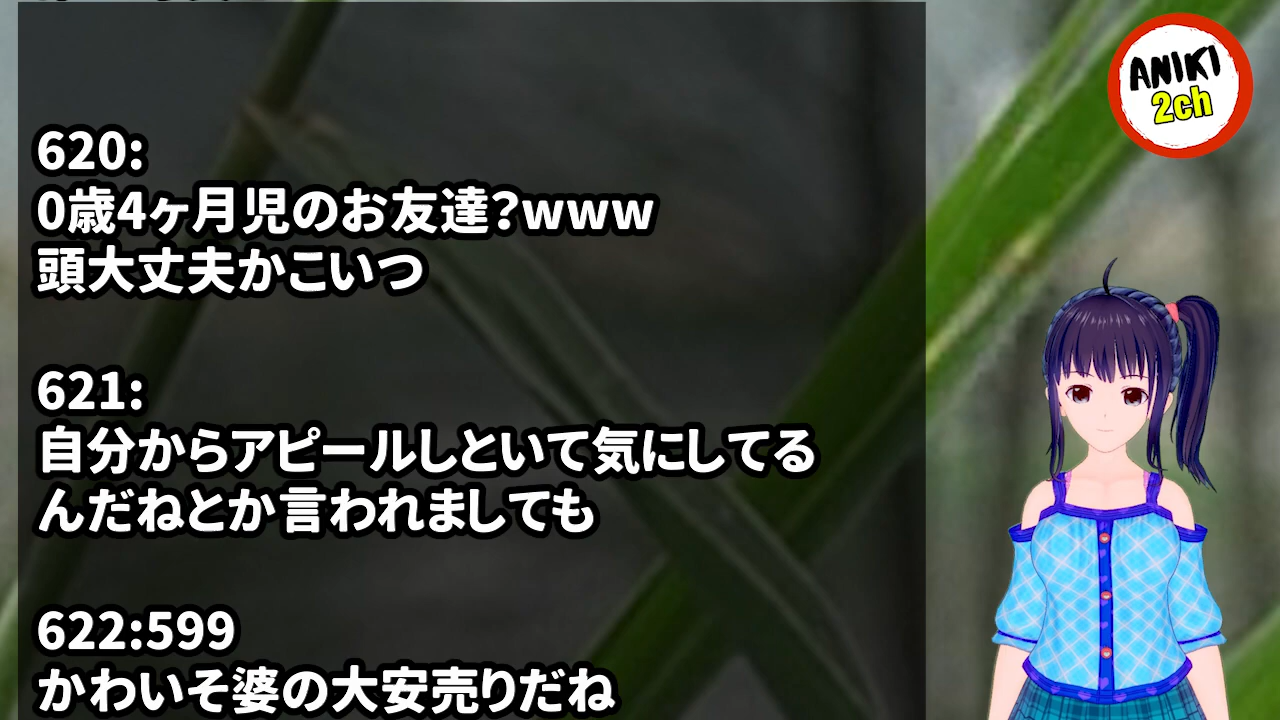 ANIKI
2ch
620:
0歳4ヶ月児のお友達？www
頭大丈夫かこいつ
621:
自分からアピールしといて気にしてる
んだねとか言われましても
622:599
かわいそ婆の大安売りだね